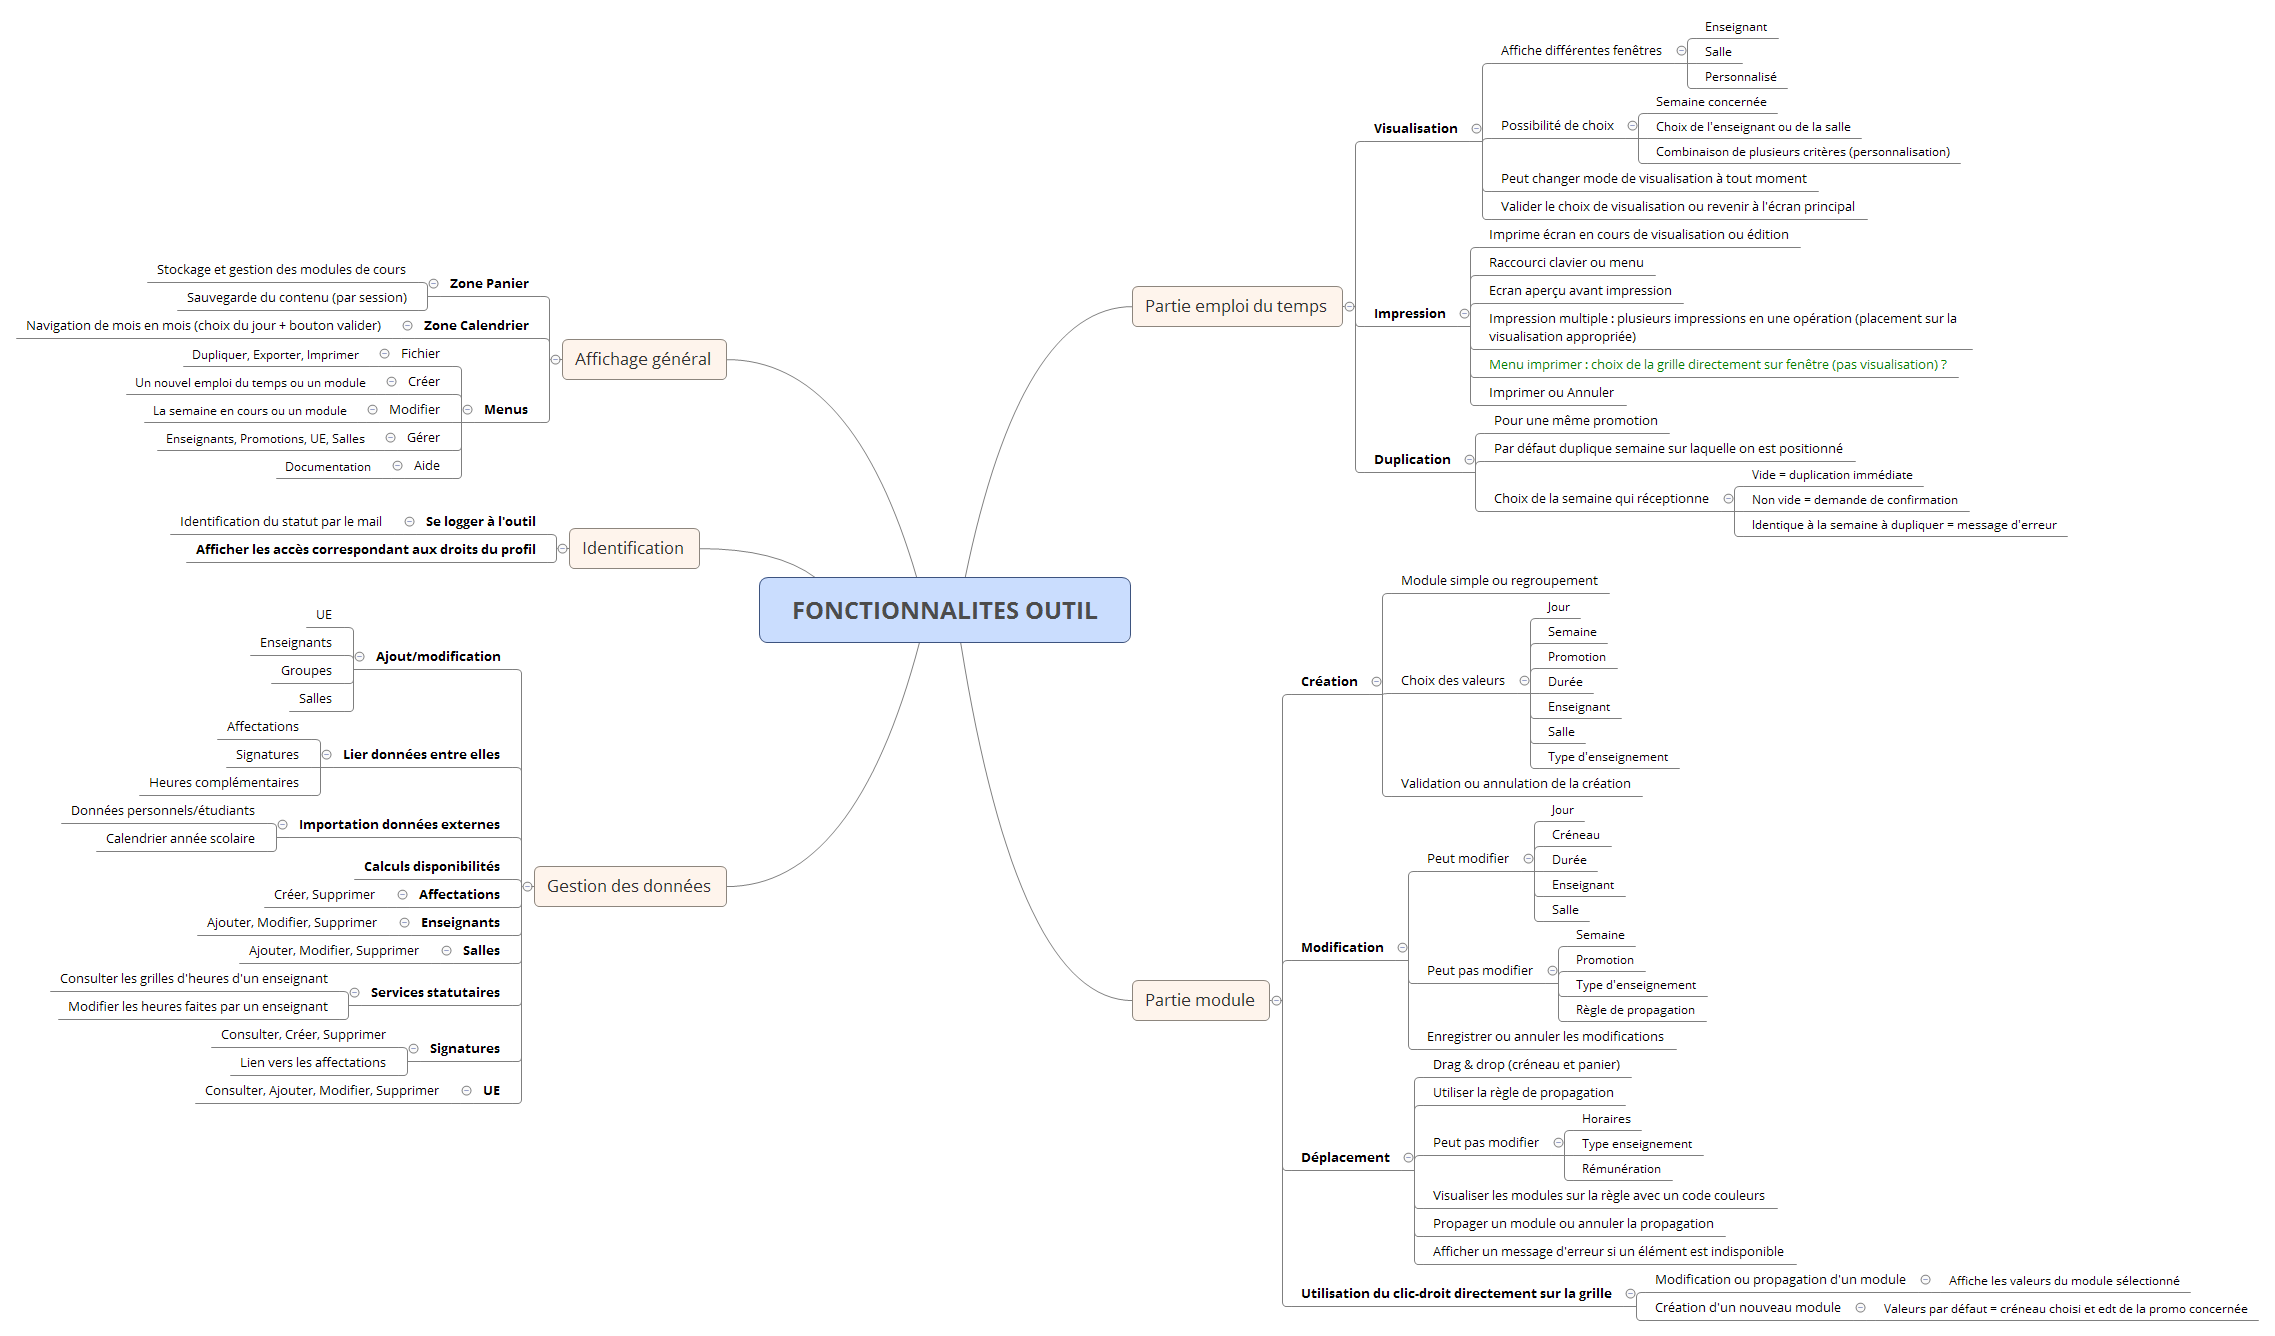 FONCTIONNALITES OUTIL
Partie emploi du temps
Visualisation
Affiche différentes fenêtres
Enseignant
Salle
Personnalisé
Possibilité de choix
Semaine concernée
Choix de l'enseignant ou de la salle
Combinaison de plusieurs critères (personnalisation)
Peut changer mode de visualisation à tout moment
Valider le choix de visualisation ou revenir à l'écran principal
Impression
Imprime écran en cours de visualisation ou édition
Raccourci clavier ou menu
Ecran aperçu avant impression
Impression multiple : plusieurs impressions en une opération (placement sur la
visualisation appropriée)
Menu imprimer : choix de la grille directement sur fenêtre (pas visualisation) ?
Imprimer ou Annuler
Duplication
Pour une même promotion
Par défaut duplique semaine sur laquelle on est positionné
Choix de la semaine qui réceptionne
Vide = duplication immédiate
Non vide = demande de confirmation
Identique à la semaine à dupliquer = message d'erreur
Partie module
Création
Module simple ou regroupement
Choix des valeurs
Jour
Semaine
Promotion
Durée
Enseignant
Salle
Type d'enseignement
Validation ou annulation de la création
Modification
Peut modifier
Jour
Créneau
Durée
Enseignant
Salle
Peut pas modifier
Semaine
Promotion
Type d'enseignement
Règle de propagation
Enregistrer ou annuler les modifications
Déplacement
Drag & drop (créneau et panier)
Utiliser la règle de propagation
Peut pas modifier
Horaires
Type enseignement
Rémunération
Visualiser les modules sur la règle avec un code couleurs
Propager un module ou annuler la propagation
Afficher un message d'erreur si un élément est indisponible
Utilisation du clic-droit directement sur la grille
Modification ou propagation d'un module
Affiche les valeurs du module sélectionné
Création d'un nouveau module
Valeurs par défaut = créneau choisi et edt de la promo concernée
Affichage général
Zone Panier
Stockage et gestion des modules de cours
Sauvegarde du contenu (par session)
Zone Calendrier
Navigation de mois en mois (choix du jour + bouton valider)
Menus
Fichier
Dupliquer, Exporter, Imprimer
Créer
Un nouvel emploi du temps ou un module
Modifier
La semaine en cours ou un module
Gérer
Enseignants, Promotions, UE, Salles
Aide
Documentation
Identification
Se logger à l'outil
Identification du statut par le mail
Afficher les accès correspondant aux droits du profil
Gestion des données
Ajout/modification
UE
Enseignants
Groupes
Salles
Lier données entre elles
Affectations
Signatures
Heures complémentaires
Importation données externes
Données personnels/étudiants
Calendrier année scolaire
Calculs disponibilités
Affectations
Créer, Supprimer
Enseignants
Ajouter, Modifier, Supprimer
Salles
Ajouter, Modifier, Supprimer
Services statutaires
Consulter les grilles d'heures d'un enseignant
Modifier les heures faites par un enseignant
Signatures
Consulter, Créer, Supprimer
Lien vers les affectations
UE
Consulter, Ajouter, Modifier, Supprimer